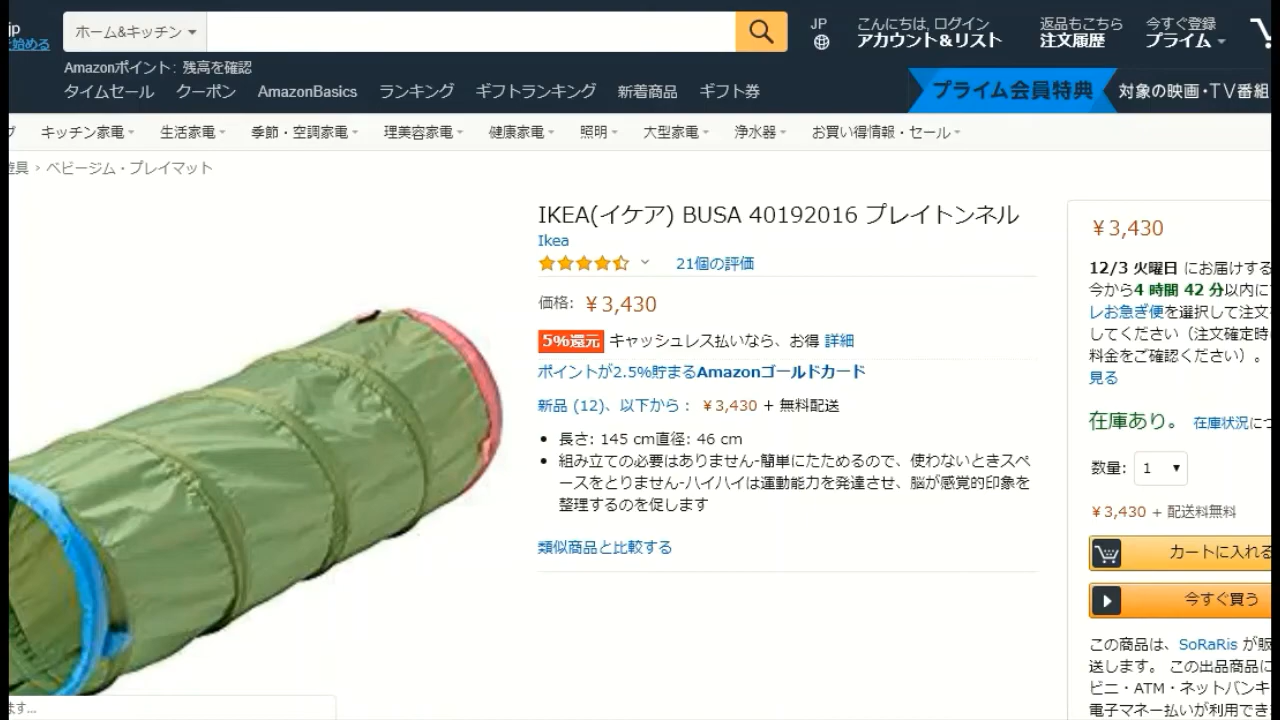 jp
ホーム&キッチン
JP
こんにちは, ログイン
返品もこちら
今すぐ登録
を始める
アカウント&リスト
注文履歴
プライム
Amazonポイント: 残高を確認
タイムセール クーポン AmazonBasics ランキング ギフトランキング 新着商品 ギフト券
プライム会員特典
対象の映画・TV番組
キッチン家電 生活家電 季節・空調家電 理美容家電 健康家電 照明 大型家電 浄水器 お買い得情報・セール
遊具 › ベビージム・プレイマット
IKEA(イケア) BUSA 40192016 プレイトンネル
Ikea
21個の評価
価格: ￥3,430
5%還元 キャッシュレス払いなら、お得 詳細
ポイントが2.5%貯まるAmazonゴールドカード
新品 (12)、以下から： ￥3,430 + 無料配送
• 長さ: 145 cm直径: 46 cm
• 組み立ての必要はありません-簡単にたためるので、使わないときスペ
ースをとりません-ハイハイは運動能力を発達させ、脳が感覚的印象を
整理するのを促します
類似商品と比較する
￥3,430
12/3 火曜日 にお届けする
今から4 時間 42 分以内に
レお急ぎ便を選択して注文
してください（注文確定時
料金をご確認ください）。
見る
在庫あり。 在庫状況につ
数量: 1
￥3,430 + 配送料無料
カートに入れる
今すぐ買う
この商品は、SoRaRis が販
送します。 この出品商品に
ビニ・ATM・ネットバンキ
電子マネー払いが利用でき
ます...